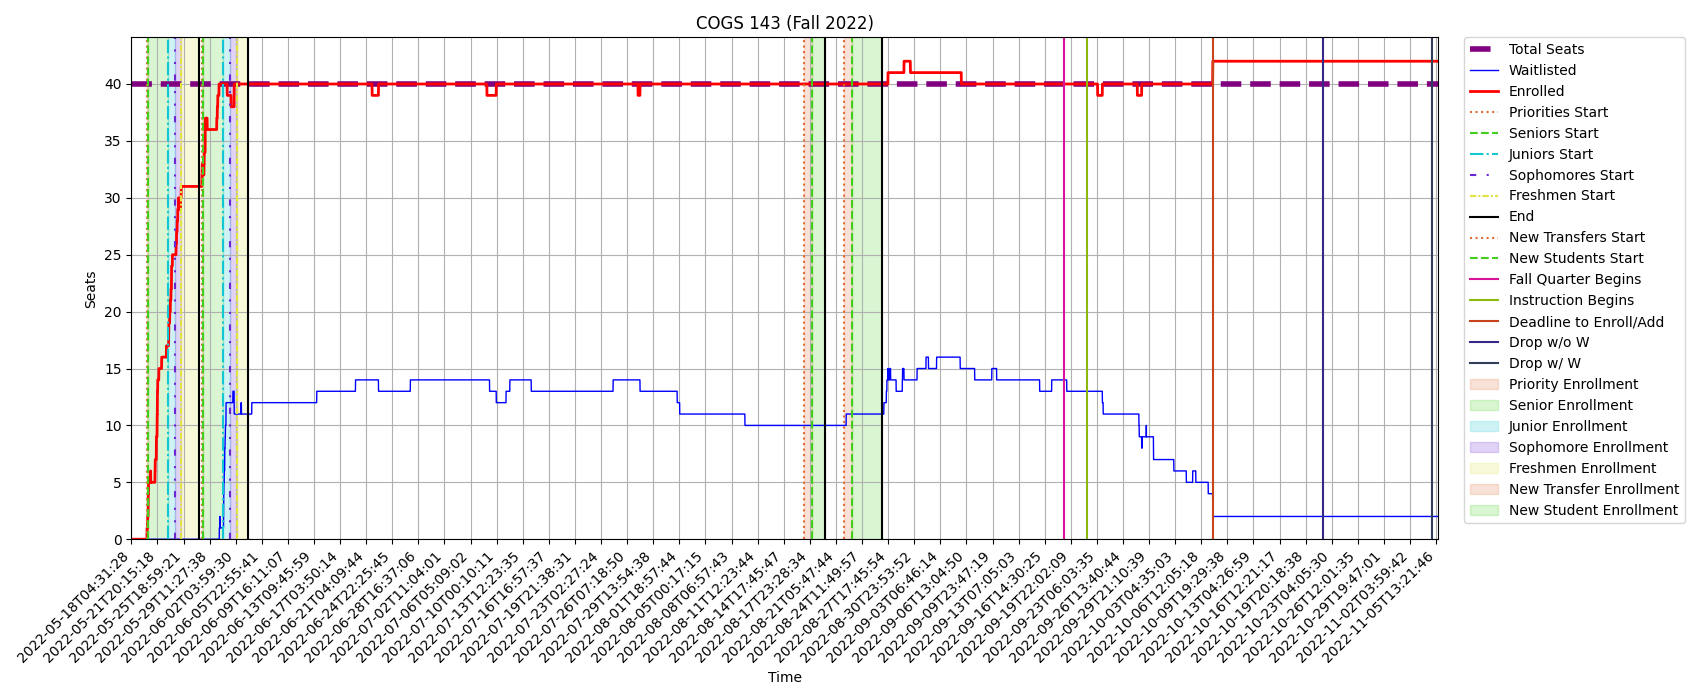 COGS 143 (Fall 2022)
Seats
40
35
30
25
20
15
10
5
0
2022-05-18T04:31:28
2022-05-21T20:15:18
2022-05-25T18:59:21
2022-05-29T11:27:38
2022-06-02T03:59:30
2022-06-05T22:55:41
2022-06-09T16:11:07
2022-06-13T09:45:59
2022-06-17T03:50:14
2022-06-21T04:09:44
2022-06-24T22:25:45
2022-06-28T16:37:06
2022-07-02T11:04:01
2022-07-06T05:09:02
2022-07-10T00:10:11
2022-07-13T12:23:35
2022-07-16T16:57:37
2022-07-19T21:38:31
2022-07-23T02:27:24
2022-07-26T07:18:50
2022-07-29T13:54:38
2022-08-01T18:57:44
2022-08-05T00:17:15
2022-08-08T06:57:43
2022-08-11T12:23:44
2022-08-14T17:45:47
2022-08-17T23:28:34
2022-08-21T05:47:44
2022-08-24T11:49:57
2022-08-27T17:45:54
2022-08-30T23:53:52
2022-09-03T06:46:14
2022-09-06T13:04:50
2022-09-09T23:47:19
2022-09-13T07:05:03
2022-09-16T14:30:25
2022-09-19T22:02:09
2022-09-23T06:03:35
2022-09-26T13:40:44
2022-09-29T21:10:39
2022-10-03T04:35:03
2022-10-06T12:05:18
2022-10-09T19:29:38
2022-10-13T04:26:59
2022-10-16T12:21:17
2022-10-19T20:18:38
2022-10-23T04:05:30
2022-10-26T12:01:35
2022-10-29T19:47:01
2022-11-02T03:59:42
2022-11-05T13:21:46
Time
Total Seats
Waitlisted
Enrolled
Priorities Start
Seniors Start
Juniors Start
Sophomores Start
Freshmen Start
End
New Transfers Start
New Students Start
Fall Quarter Begins
Instruction Begins
Deadline to Enroll/Add
Drop w/o W
Drop w/ W
Priority Enrollment
Senior Enrollment
Junior Enrollment
Sophomore Enrollment
Freshmen Enrollment
New Transfer Enrollment
New Student Enrollment